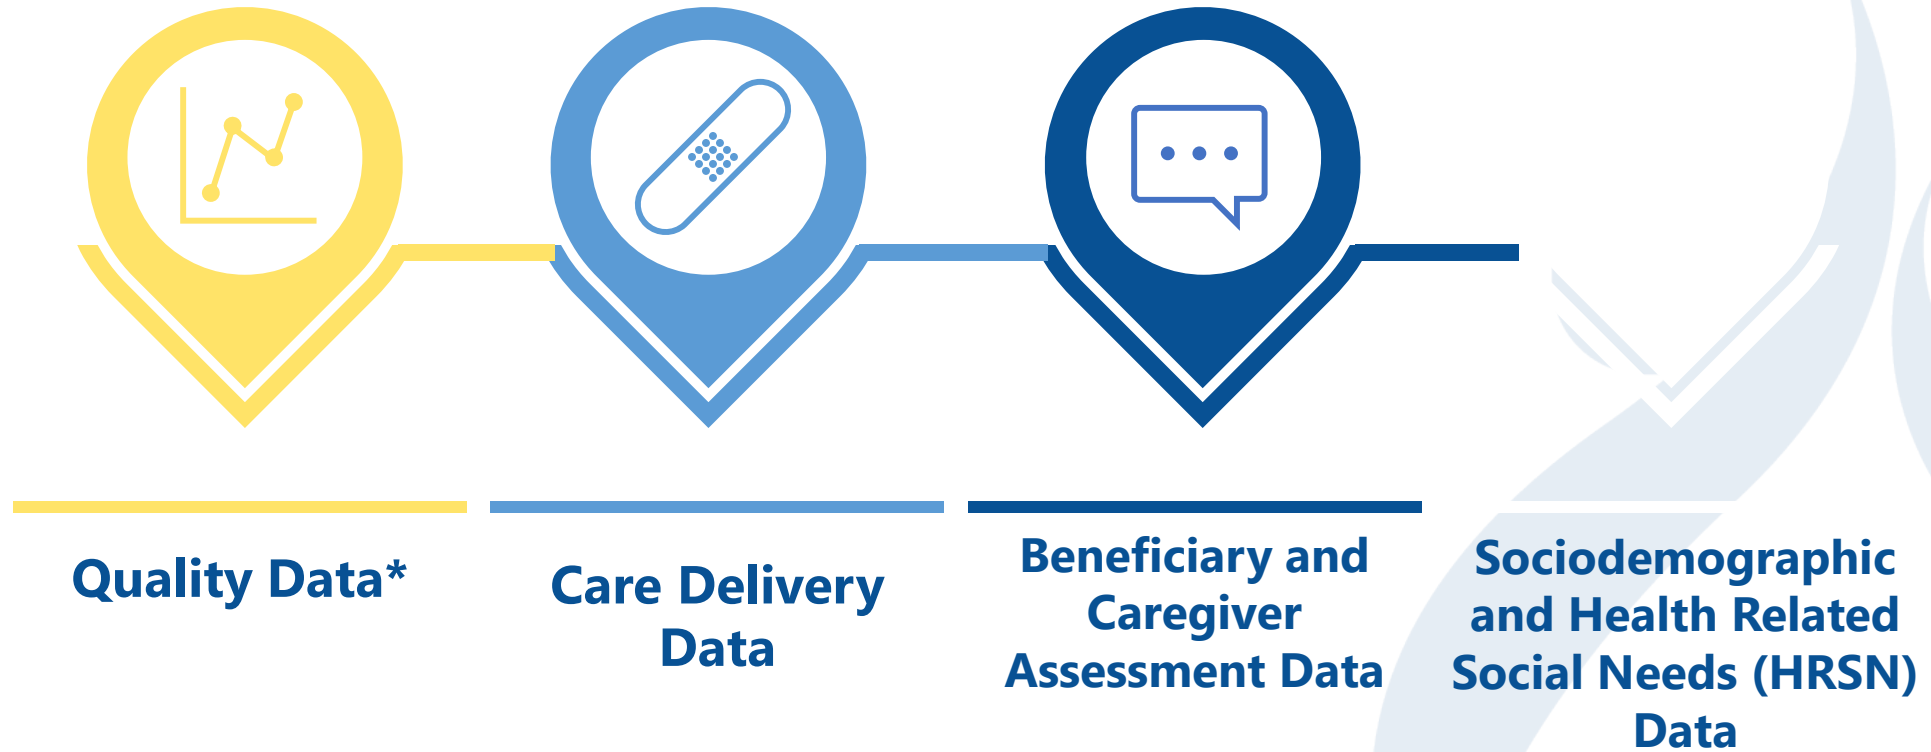 Quality Data*
Care Delivery
Data
Beneficiary and
Caregiver
Assessment Data
Sociodemographic
and Health Related
Social Needs (HRSN)
Data